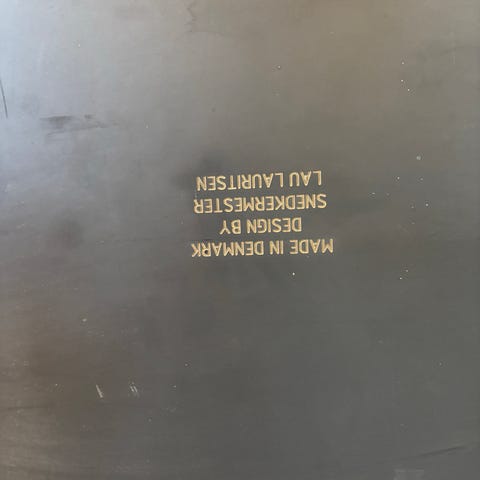 MADE IN DENMARK
DESIGN BY
SNEDKERMESTER
LAU LAURITSEN